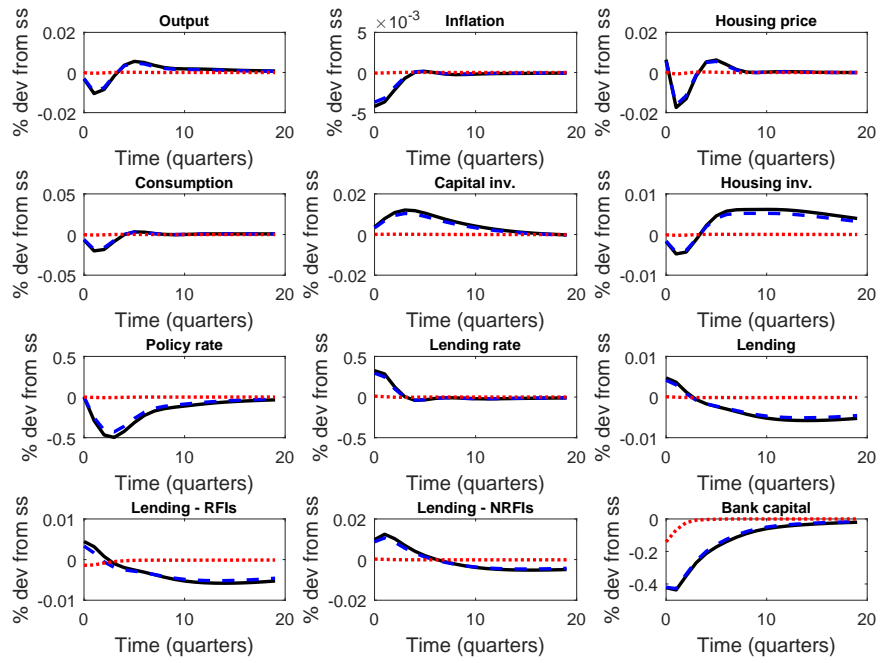 Output
% dev from ss
0.02
0
-0.02
0
10
20
Time (quarters)
×10-3
Inflation
% dev from ss
5
0
-5
0
10
20
Time (quarters)
Housing price
% dev from ss
0.02
0
-0.02
0
10
20
Time (quarters)
Consumption
% dev from ss
0.05
0
-0.05
0
10
20
Time (quarters)
Capital inv.
% dev from ss
0.02
0
-0.02
0
10
20
Time (quarters)
Housing inv.
% dev from ss
0.01
0
-0.01
0
10
20
Time (quarters)
Policy rate
% dev from ss
0.5
0
-0.5
0
10
20
Time (quarters)
Lending rate
% dev from ss
0.5
0
-0.5
0
10
20
Time (quarters)
Lending
% dev from ss
0.01
0
-0.01
0
10
20
Time (quarters)
Lending - RFIs
% dev from ss
0.01
0
-0.01
0
10
20
Time (quarters)
Lending - NRFIs
% dev from ss
0.02
0
-0.02
0
10
20
Time (quarters)
Bank capital
% dev from ss
0
-0.2
-0.4
0
10
20
Time (quarters)